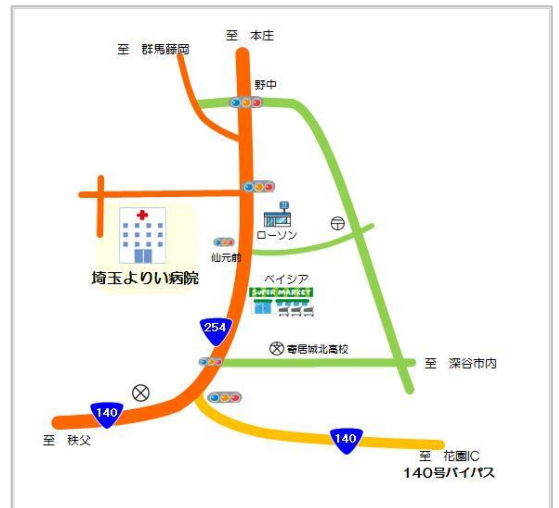 至　本庄
至　群馬藤岡
野中
ローソン
仙元前
埼玉よりい病院
ベイシア
SUPER MARKET
254
寄居城北高校
至　深谷市内
140
140
至　秩父
至　花園IC
140号バイパス